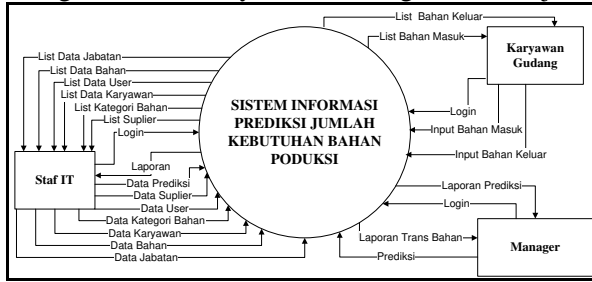 List Bahan Keluar
List Bahan Masuk
Karyawan
Gudang
Login
Input Bahan Masuk
Input Bahan Keluar
List Data Jabatan
List Data Bahan
List Data User
List Data Karyawan
List Kategori Bahan
List Suplier
Login
SISTEM INFORMASI
PREDIKSI JUMLAH
KEBUTUHAN BAHAN
PODUKSI
Staf IT
Laporan
Data Prediksi
Data Suplier
Data User
Data Kategori Bahan
Data Karyawan
Data Bahan
Data Jabatan
Laporan Prediksi
Login
Laporan Trans Bahan
Prediksi
Manager